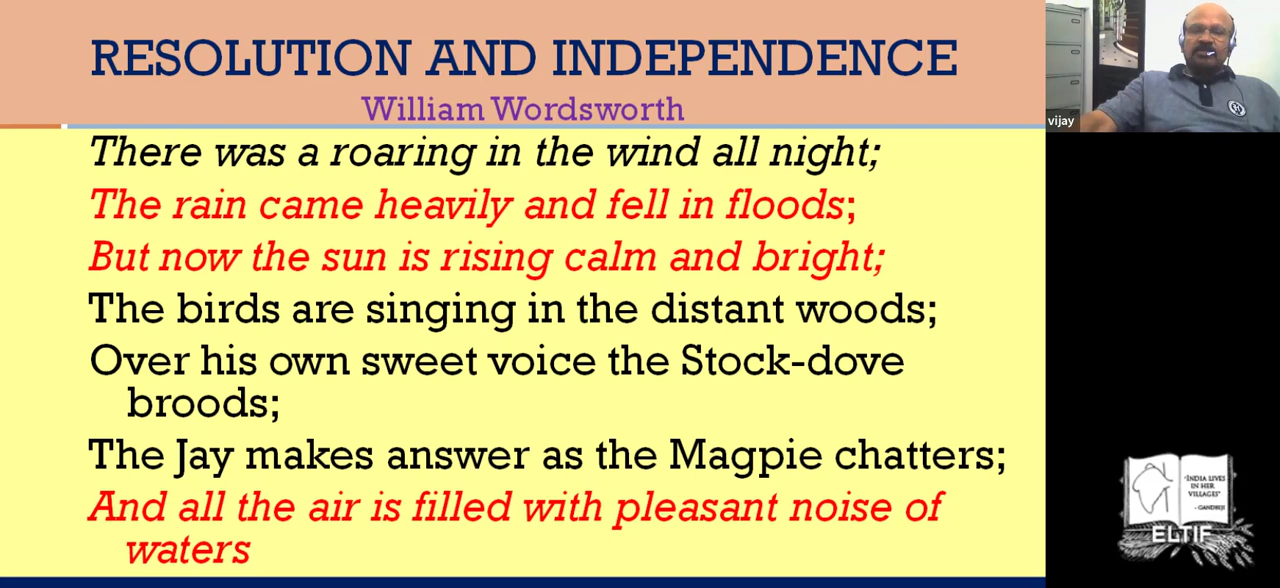 RESOLUTION AND INDEPENDENCE
William Wordsworth
There was a roaring in the wind all night;
The rain came heavily and fell in floods;
But now the sun is rising calm and bright;
The birds are singing in the distant woods;
Over his own sweet voice the Stock-dove
broods;
The Jay makes answer as the Magpie chatters;
And all the air is filled with pleasant noise of
waters
vijay
"INDIA LIVES
IN HER
VILLAGES"
- GANDHIJI
ELTIF